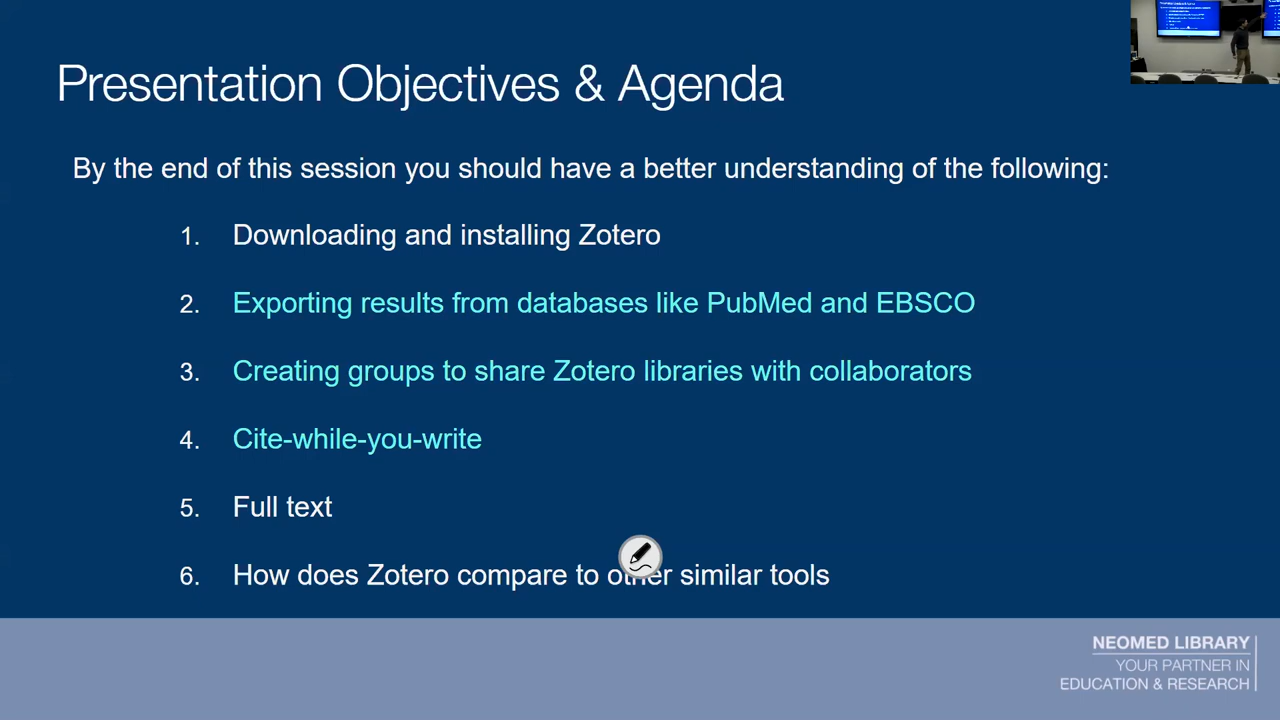 Presentation Objectives & Agenda
By the end of this session you should have a better understanding of the following:
1. Downloading and installing Zotero
2. Exporting results from databases like PubMed and EBSCO
3. Creating groups to share Zotero libraries with collaborators
4. Cite-while-you-write
5. Full text
6. How does Zotero compare to other similar tools
NEOMED LIBRARY
YOUR PARTNER IN
EDUCATION & RESEARCH